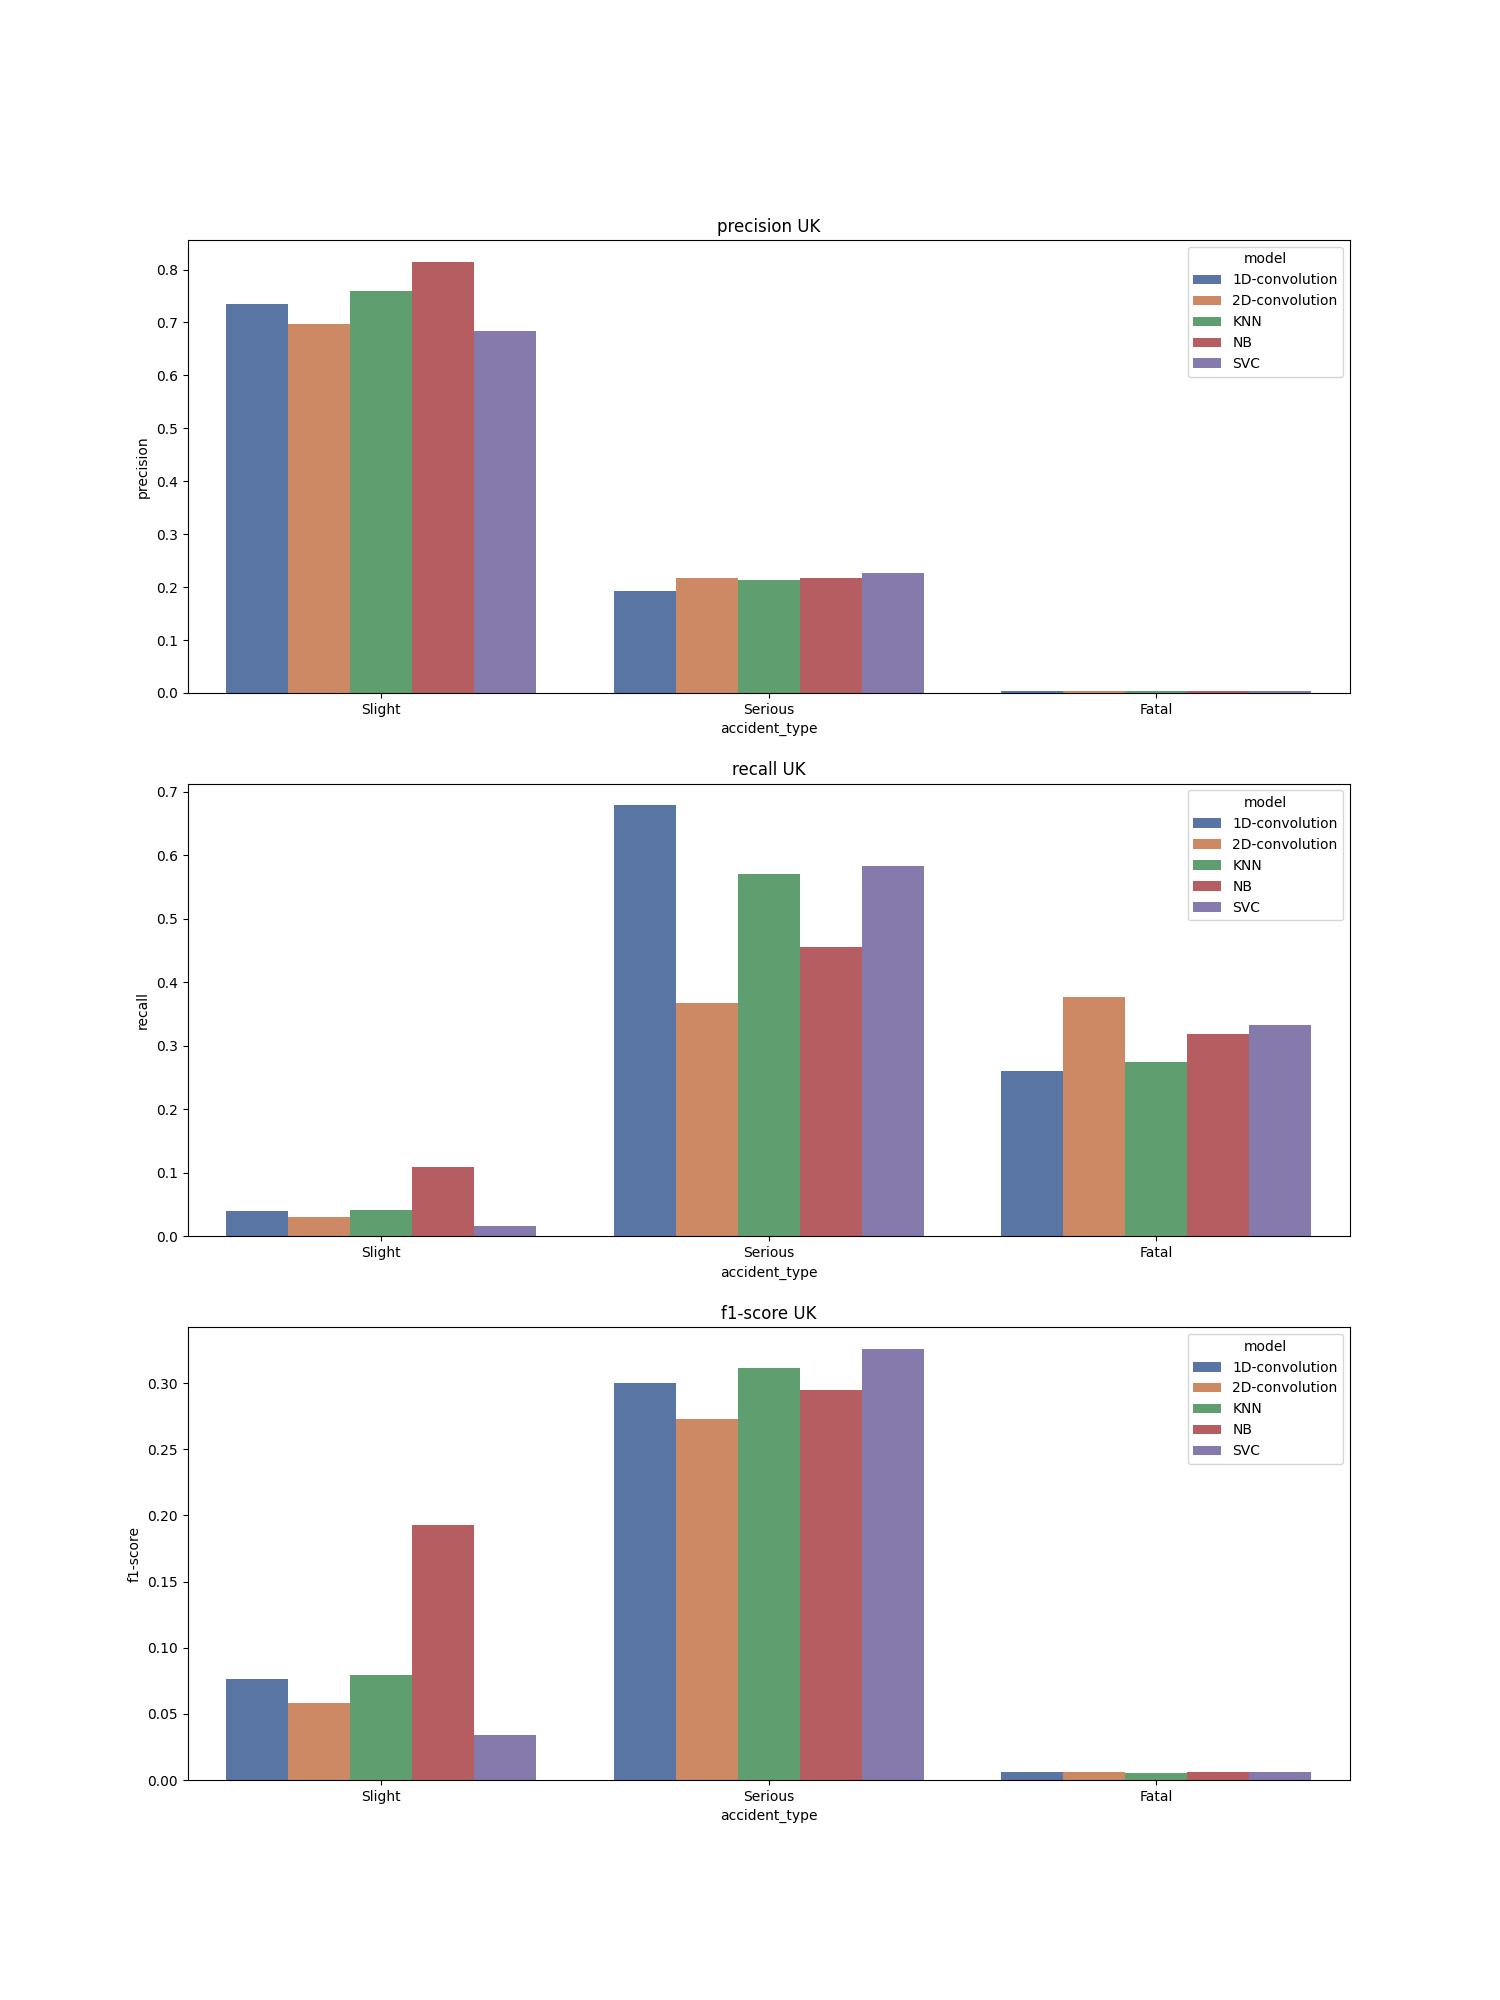 precision UK
model
1D-convolution
2D-convolution
KNN
NB
SVC
precision
0.8
0.7
0.6
0.5
0.4
0.3
0.2
0.1
0.0
Slight Serious Fatal
accident_type
recall UK
model
1D-convolution
2D-convolution
KNN
NB
SVC
recall
0.7
0.6
0.5
0.4
0.3
0.2
0.1
0.0
Slight Serious Fatal
accident_type
f1-score UK
model
1D-convolution
2D-convolution
KNN
NB
SVC
f1-score
0.30
0.25
0.20
0.15
0.10
0.05
0.00
Slight Serious Fatal
accident_type